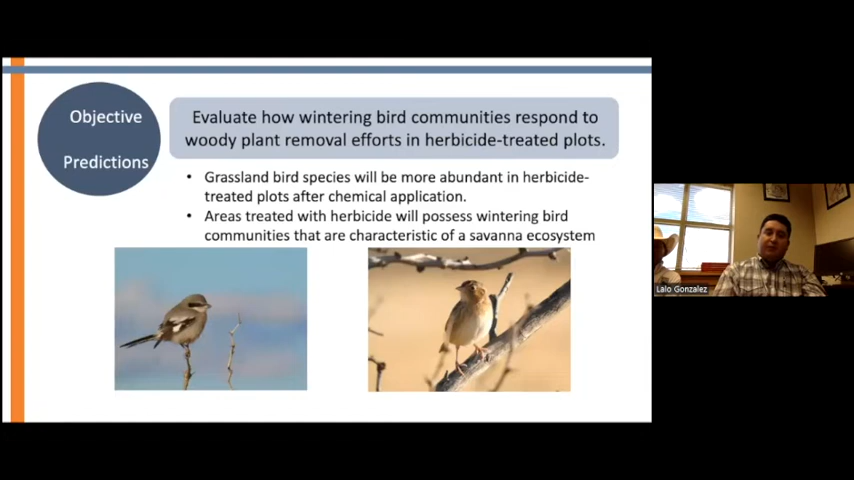 Objective
Predictions
Evaluate how wintering bird communities respond to
woody plant removal efforts in herbicide-treated plots.
• Grassland bird species will be more abundant in herbicide-
treated plots after chemical application.
• Areas treated with herbicide will possess wintering bird
communities that are characteristic of a savanna ecosystem
Lalo Gonzalez